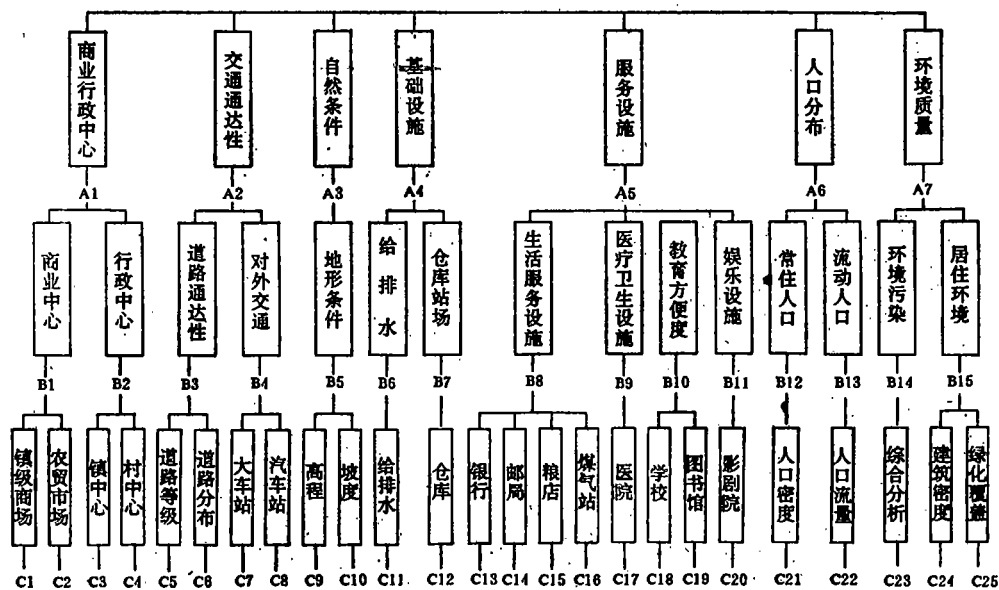 商业行政中心
交通通达性
自然条件
基础设施
服务设施
人口分布
环境质量
A1
A2
A3
A4
A5
A6
A7
商业中心
行政中心
道路通达性
对外交通
地形条件
给排水
仓库站场
生活服务设施
医疗卫生设施
教育方便度
娱乐设施
常住人口
流动人口
环境污染
居住环境
B1
B2
B3
B4
B5
B6
B7
B8
B9
B10
B11
B12
B13
B14
B15
镇级商场
农贸市场
镇中心
村中心
道路等级
道路分布
大车站
汽车站
高程
坡度
给排水
仓库
银行
邮局
粮店
煤气站
医院
学校
图书馆
影剧院
人口密度
人口流量
综合分析
建筑密度
绿化覆盖
C1
C2
C3
C4
C5
C6
C7
C8
C9
C10
C11
C12
C13
C14
C15
C16
C17
C18
C19
C20
C21
C22
C23
C24
C25